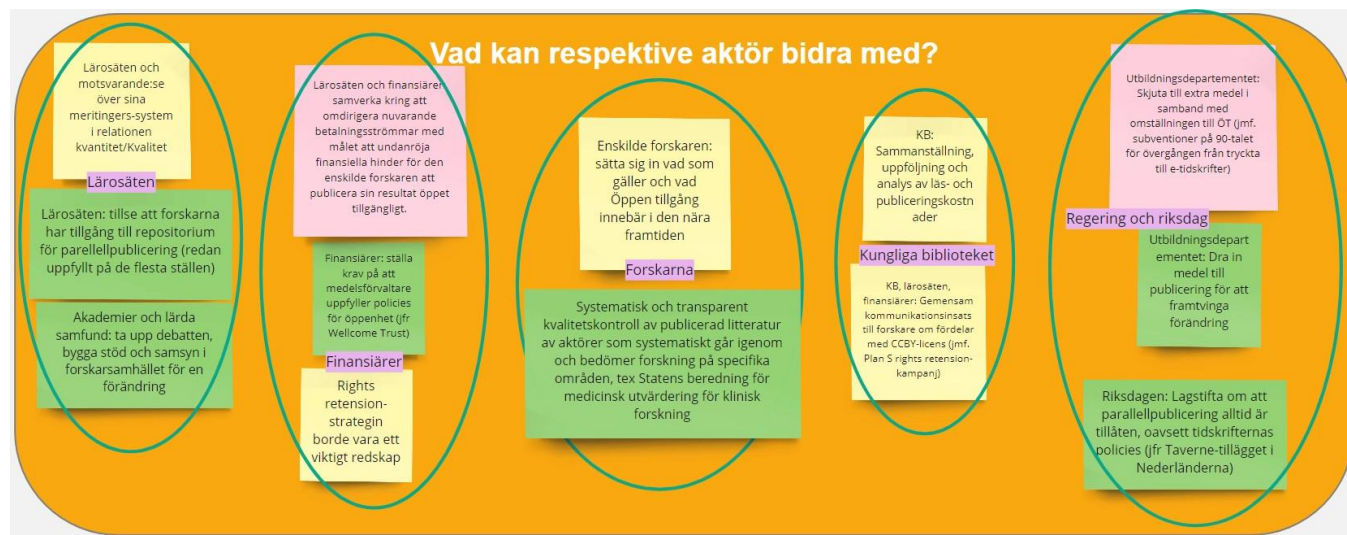 Vad kan respektive aktör bidra med?
Lärosäten och
motsvarande:se
över sina
meritingers-system
i relationen
kvantitet/Kvalitet
Lärosäten
Lärosäten: tillse att forskarna
har tillgång till repositorium
för parellellpublicering (redan
uppfyllt på de flesta ställen)
Akademier och lärda
samfund: ta upp debatten,
bygga stöd och samsyn i
forskarsamhället för en
förändring
Lärosäten och finansiärer
samverka kring att
omdirigera nuvarande
betalningsströmmar med
målet att undanröja
finansiella hinder för den
enskilde forskaren att
publicera sin resultat öppet
tillgängligt.
Finansiärer: ställa
krav på att
medelsförvaltare
uppfyller policies
för öppenhet (jfr
Wellcome Trust)
Finansiärer
Rights
retension-
strategin
borde vara ett
viktigt redskap
Enskilde forskaren:
sätta sig in vad som
gäller och vad
Öppen tillgång
innebär i den nära
framtiden
Forskarna
Systematisk och transparent
kvalitetskontroll av publicerad litteratur
av aktörer som systematiskt går igenom
och bedömer forskning på specifika
områden, tex Statens beredning för
medicinsk utvärdering för klinisk
forskning
KB:
Sammanställning,
uppföljning och
analys av läs- och
publiceringskostn
ader
Kungliga biblioteket
KB, lärosäten,
finansiärer: Gemensam
kommunikationsinsats
till forskare om fördelar
med CCBY-licens (jmf.
Plan S rights retension-
kampanj)
Utbildningsdepartementet:
Skjuta till extra medel i
samband med
omställningen till ÖT (jmf.
subventioner på 90-talet
för övergången från tryckta
till e-tidskrifter)
Regering och riksdag
Utbildningsdepart
ementet: Dra in
medel till
publicering för att
framtvinga
förändring
Riksdagen: Lagstifta om att
parallellpublicering alltid är
tillåten, oavsett tidskrifternas
policies (jfr Taverne-tillägget i
Nederländerna)